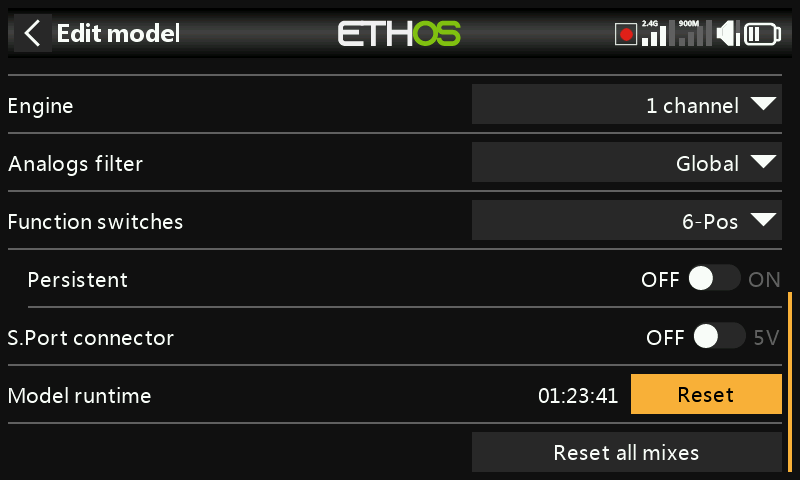 Edit model
ETHOS
2.4G
900M
Engine
1 channel
Analogs filter
Global
Function switches
6-Pos
Persistent
OFF ON
S.Port connector
OFF 5V
Model runtime
01:23:41 Reset
Reset all mixes